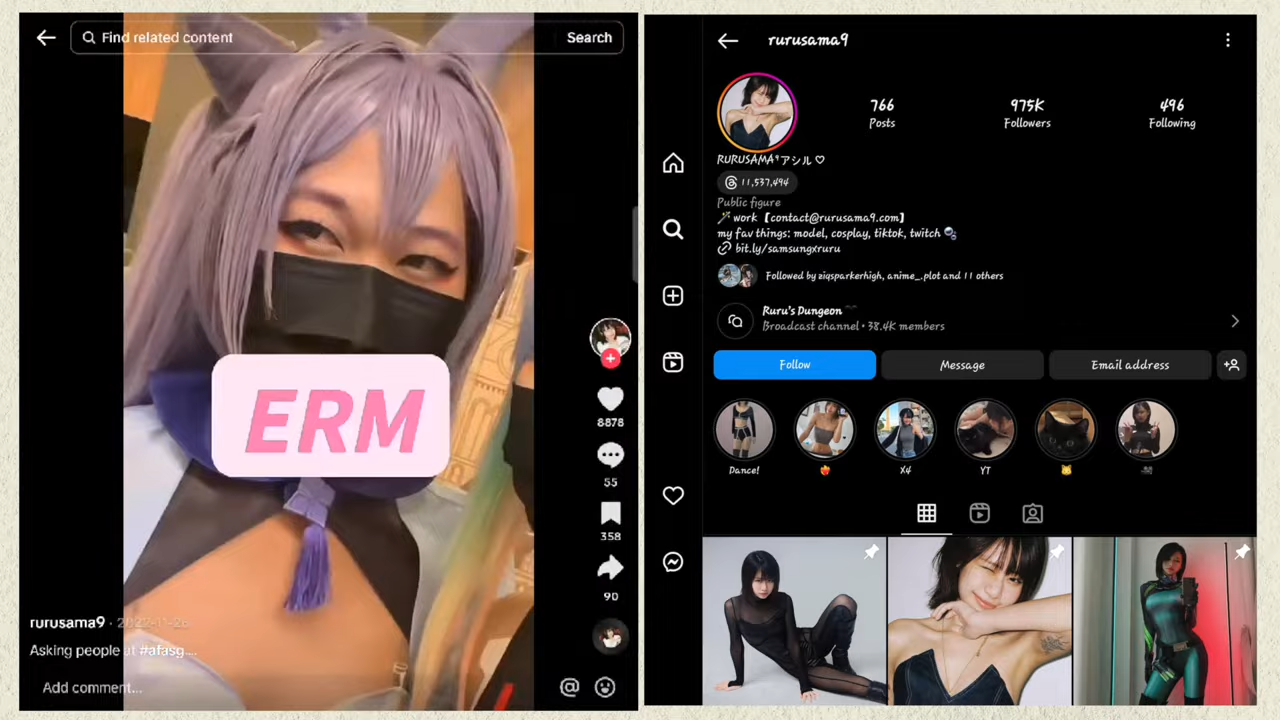 Find related content
Search
ERM
8878
55
358
90
rurusama9 · 2022-11-26
Asking people at #afasg....
Add comment...
rurusama9
766
Posts
975K
Followers
496
Following
RURUSAMA⁹アシル ♡
11,537,494
Public figure
🪄 work【contact@rurusama9.com】
my fav things: model, cosplay, tiktok, twitch 🫧
bit.ly/samsungxruru
Followed by ziqsparkerhigh, anime_.plot and 11 others
Ruru's Dungeon
Broadcast channel • 38.4K members
Follow
Message
Email address
Dance!
❤️‍🔥
X4
YT
🐱